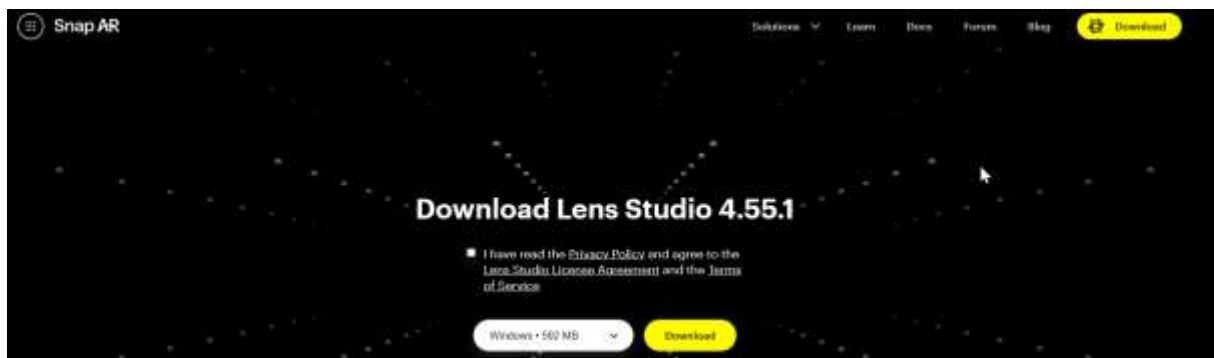 Snap AR
Solutions Learn Docs Forum Blog Download
Download Lens Studio 4.55.1
I have read the Privacy Policy and agree to the
Lens Studio License Agreement and the Terms
of Service
Windows • 502 MB Download